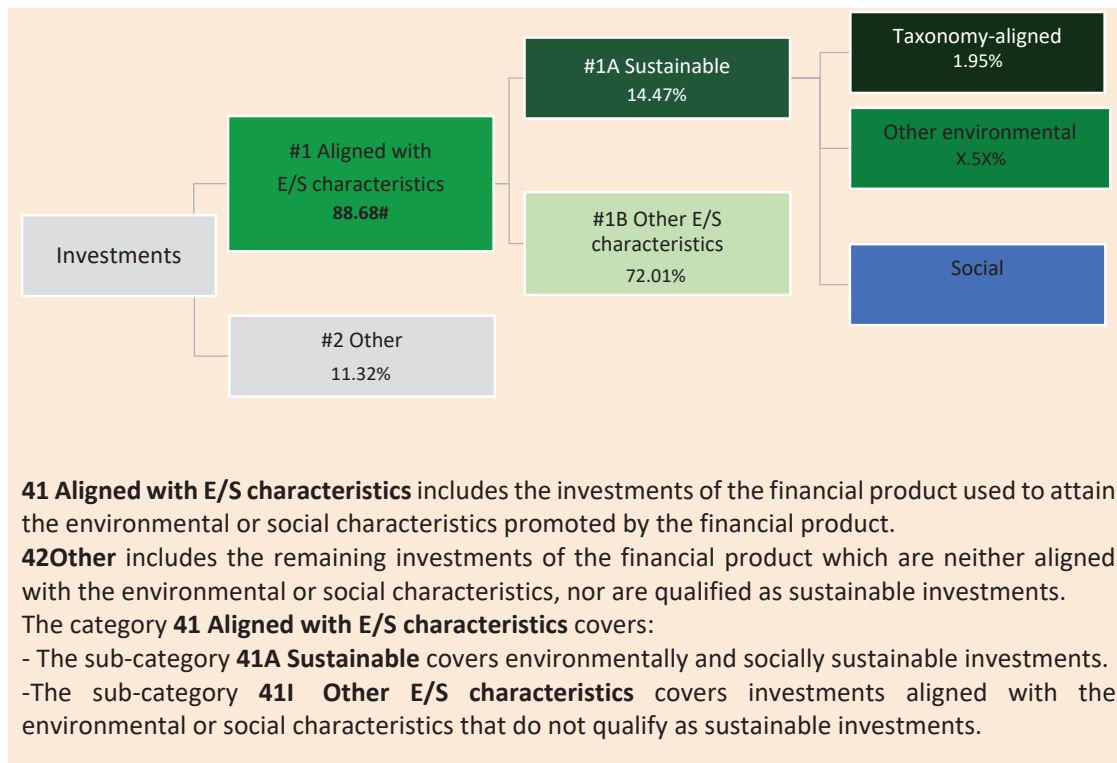 Investments
#1 Aligned with
E/S characteristics
88.68#
#2 Other
11.32%
#1A Sustainable
14.47%
#1B Other E/S
characteristics
72.01%
Taxonomy-aligned
1.95%
Other environmental
X.5X%
Social
41 Aligned with E/S characteristics includes the investments of the financial product used to attain
the environmental or social characteristics promoted by the financial product.
42Other includes the remaining investments of the financial product which are neither aligned
with the environmental or social characteristics, nor are qualified as sustainable investments.
The category 41 Aligned with E/S characteristics covers:
- The sub-category 41A Sustainable covers environmentally and socially sustainable investments.
-The sub-category 41I Other E/S characteristics covers investments aligned with the
environmental or social characteristics that do not qualify as sustainable investments.